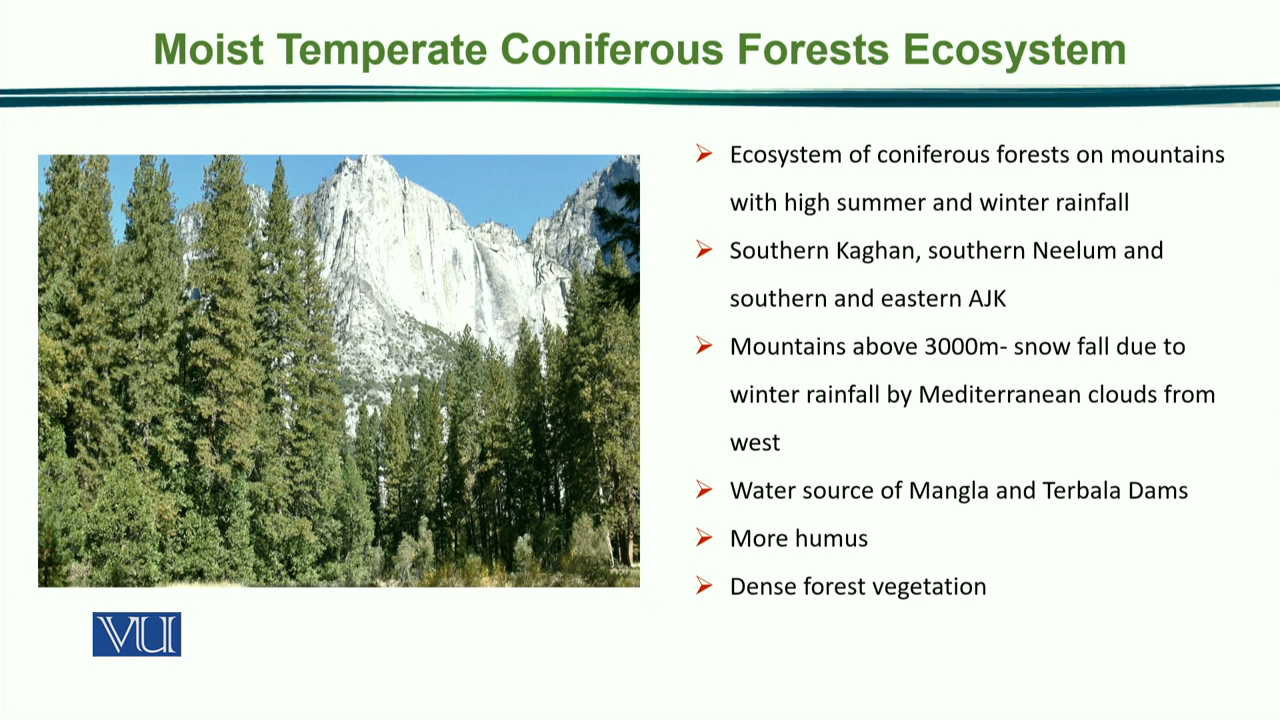 Moist Temperate Coniferous Forests Ecosystem
Ecosystem of coniferous forests on mountains
with high summer and winter rainfall
Southern Kaghan, southern Neelum and
southern and eastern AJK
Mountains above 3000m- snow fall due to
winter rainfall by Mediterranean clouds from
west
Water source of Mangla and Terbala Dams
More humus
Dense forest vegetation
VU